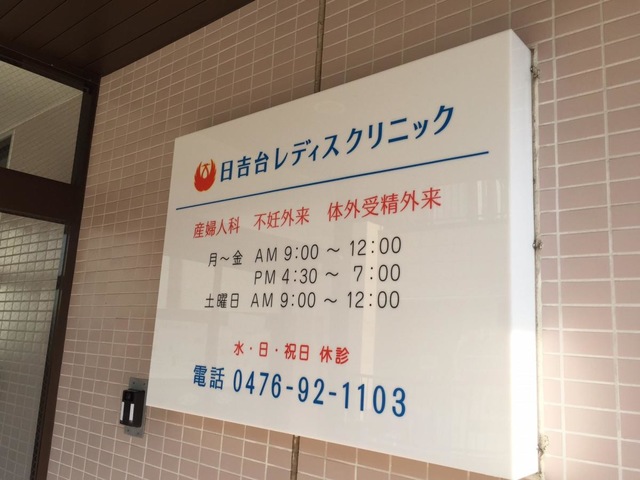 日吉台レディスクリニック
産婦人科 不妊外来 体外受精外来
月～金 AM 9:00 ～ 12:00
PM 4:30 ～ 7:00
土曜日 AM 9:00 ～ 12:00
水・日・祝日 休診
電話 0476-92-1103